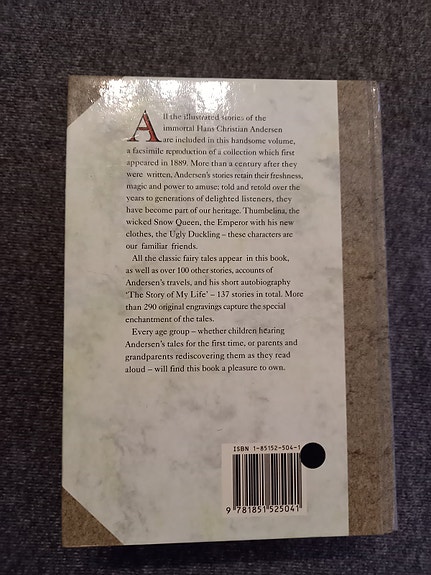 All the illustrated stories of the
immortal Hans Christian Andersen
are included in this handsome volume,
a facsimile reproduction of a collection which first
appeared in 1889. More than a century after they
were written, Andersen's stories retain their freshness,
magic and power to amuse; told and retold over the
years to generations of delighted listeners, they
have become part of our heritage. Thumbelina, the
wicked Snow Queen, the Emperor with his new
clothes, the Ugly Duckling – these characters are
our familiar friends.
All the classic fairy tales appear in this book,
as well as over 100 other stories, accounts of
Andersen's travels, and his short autobiography
'The Story of My Life' – 137 stories in total. More
than 290 original engravings capture the special
enchantment of the tales.
Every age group – whether children hearing
Andersen's tales for the first time, or parents and
grandparents rediscovering them as they read
aloud – will find this book a pleasure to own.
ISBN 1-85152-504-1
9 781851 525041